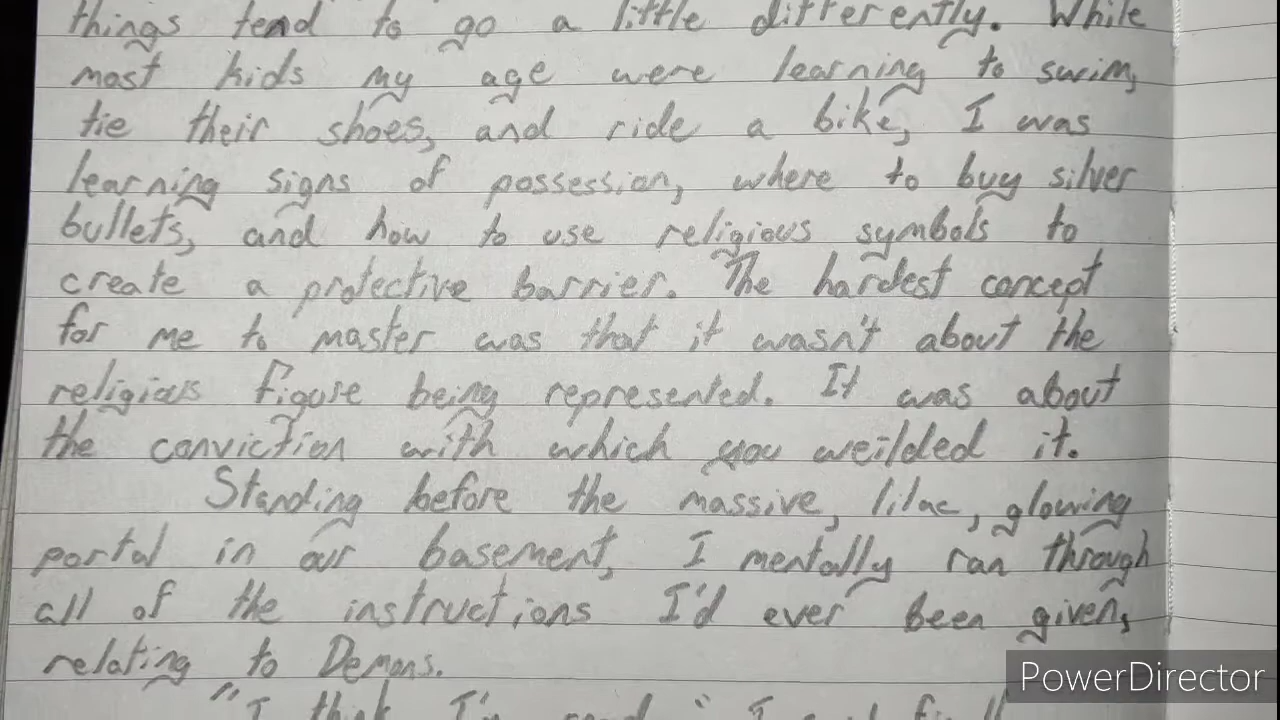 things tend to go a little differently. While
most kids my age were learning to swim,
tie their shoes, and ride a bike, I was
learning signs of possession, where to buy silver
bullets, and how to use religious symbols to
create a protective barrier. The hardest concept
for me to master was that it wasn't about the
religious figure being represented. It was about
the conviction with which you weilded it.
Standing before the massive, lilac, glowing
portal in our basement, I mentally ran through
all of the instructions I'd ever been given,
relating to Demons.
"I think I'm
PowerDirector